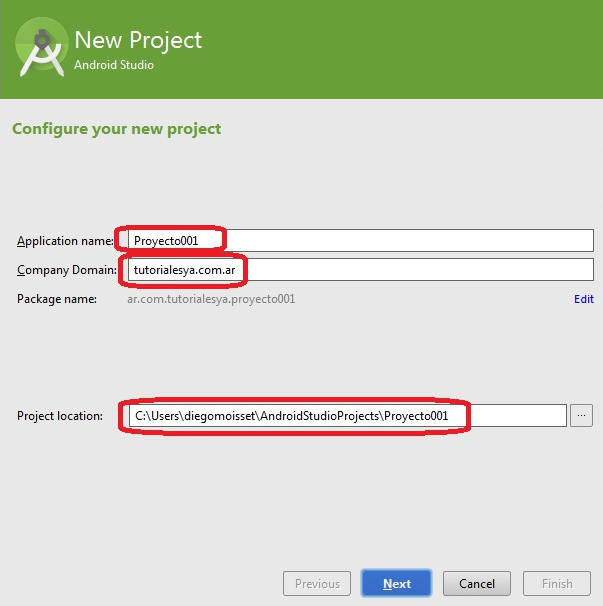 New Project
Android Studio
Configure your new project
Application name: Proyecto001
Company Domain: tutorialesya.com.ar
Package name: ar.com.tutorialesya.proyecto001 Edit
Project location: C:\Users\diegomoisset\AndroidStudioProjects\Proyecto001 ...
Previous Next Cancel Finish